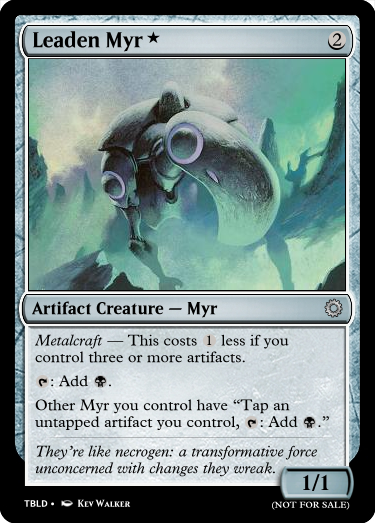 Leaden Myr ★ 2
Artifact Creature — Myr
Metalcraft — This costs 1 less if you
control three or more artifacts.
: Add .
Other Myr you control have “Tap an
untapped artifact you control, : Add .”
They're like necrogen: a transformative force
unconcerned with changes they wreak.
1/1
TBLD • Kev Walker
(NOT FOR SALE)